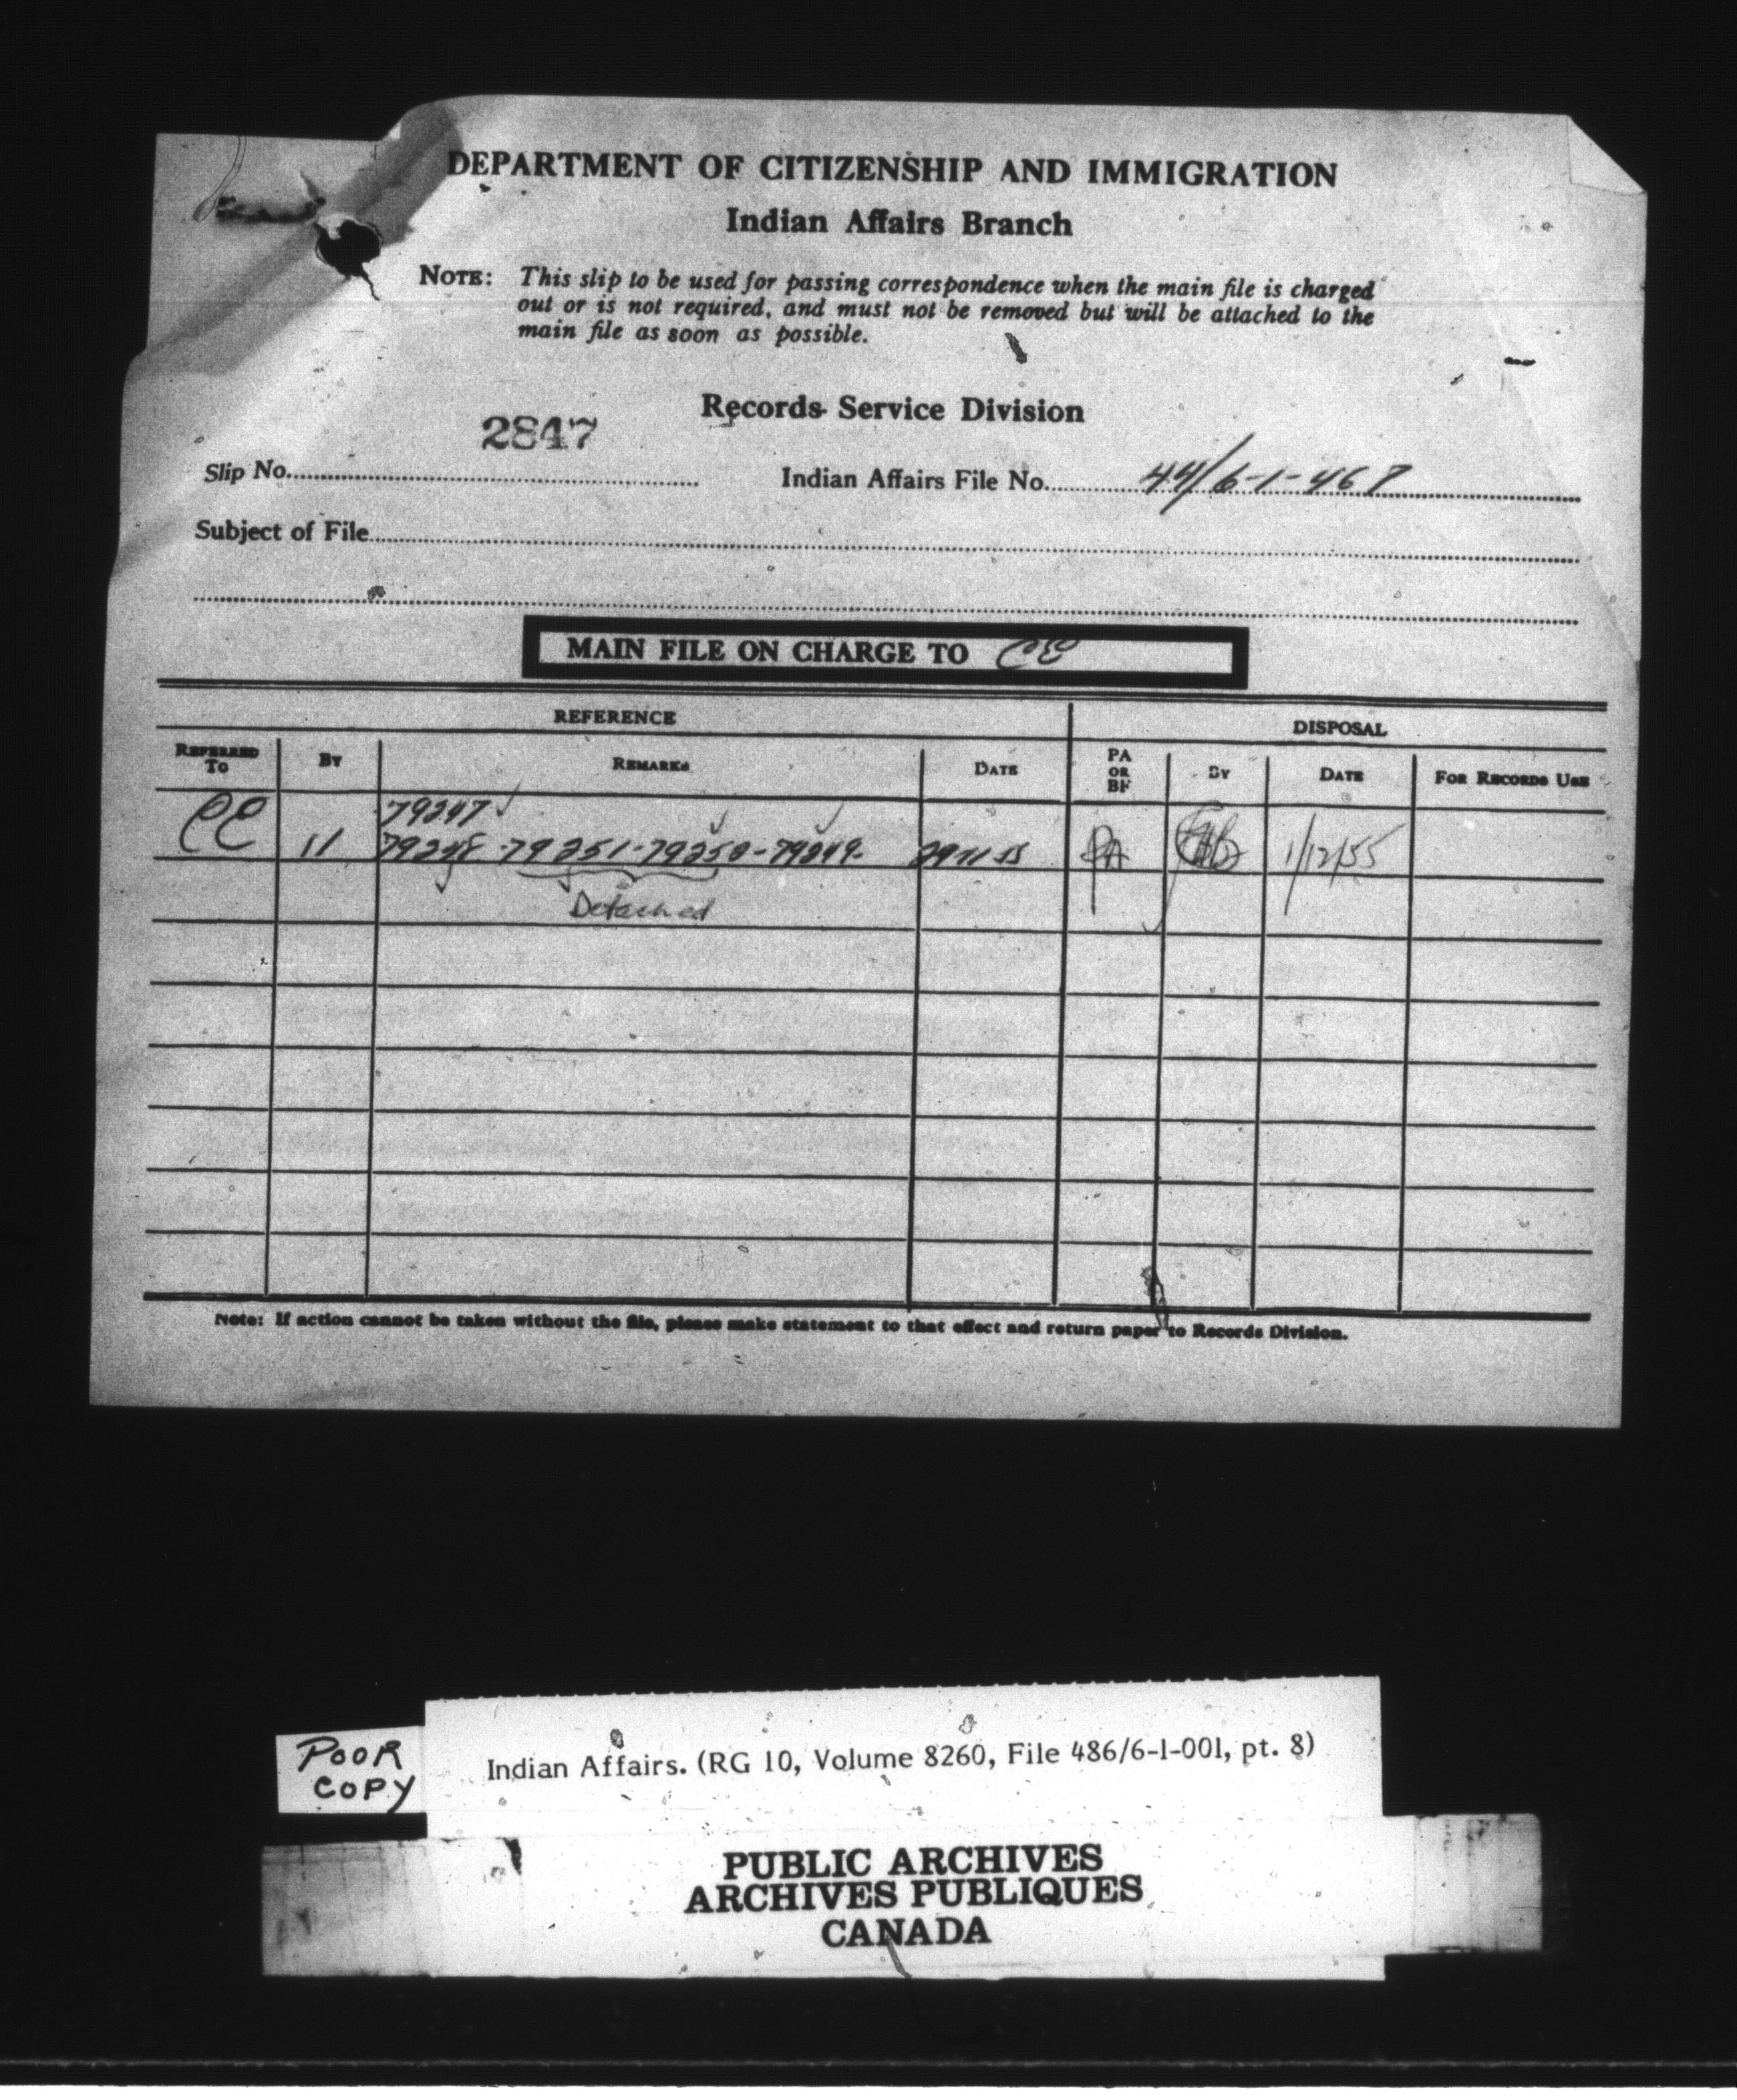 DEPARTMENT OF CITIZENSHIP AND IMMIGRATION
Indian Affairs Branch
NOTE: This slip to be used for passing correspondence when the main file is charged
out or is not required, and must not be removed but will be attached to the
main file as soon as possible.
Records Service Division
2847
Slip No. Indian Affairs File No. 44/6-1-467
Subject of File
MAIN FILE ON CHARGE TO CE
REFERENCE DISPOSAL
REFERRED TO BY REMARKS DATE PA OR BF BY DATE FOR RECORDS USE
79247
CE 11 79248 - 79251 - 79250 - 79249 - 29 11 55 PA 1/12/55
Detached
Note: If action cannot be taken without the file, please make statement to that effect and return paper to Records Division.
POOR
COPY
Indian Affairs. (RG 10, Volume 8260, File 486/6-1-001, pt. 8)
PUBLIC ARCHIVES
ARCHIVES PUBLIQUES
CANADA